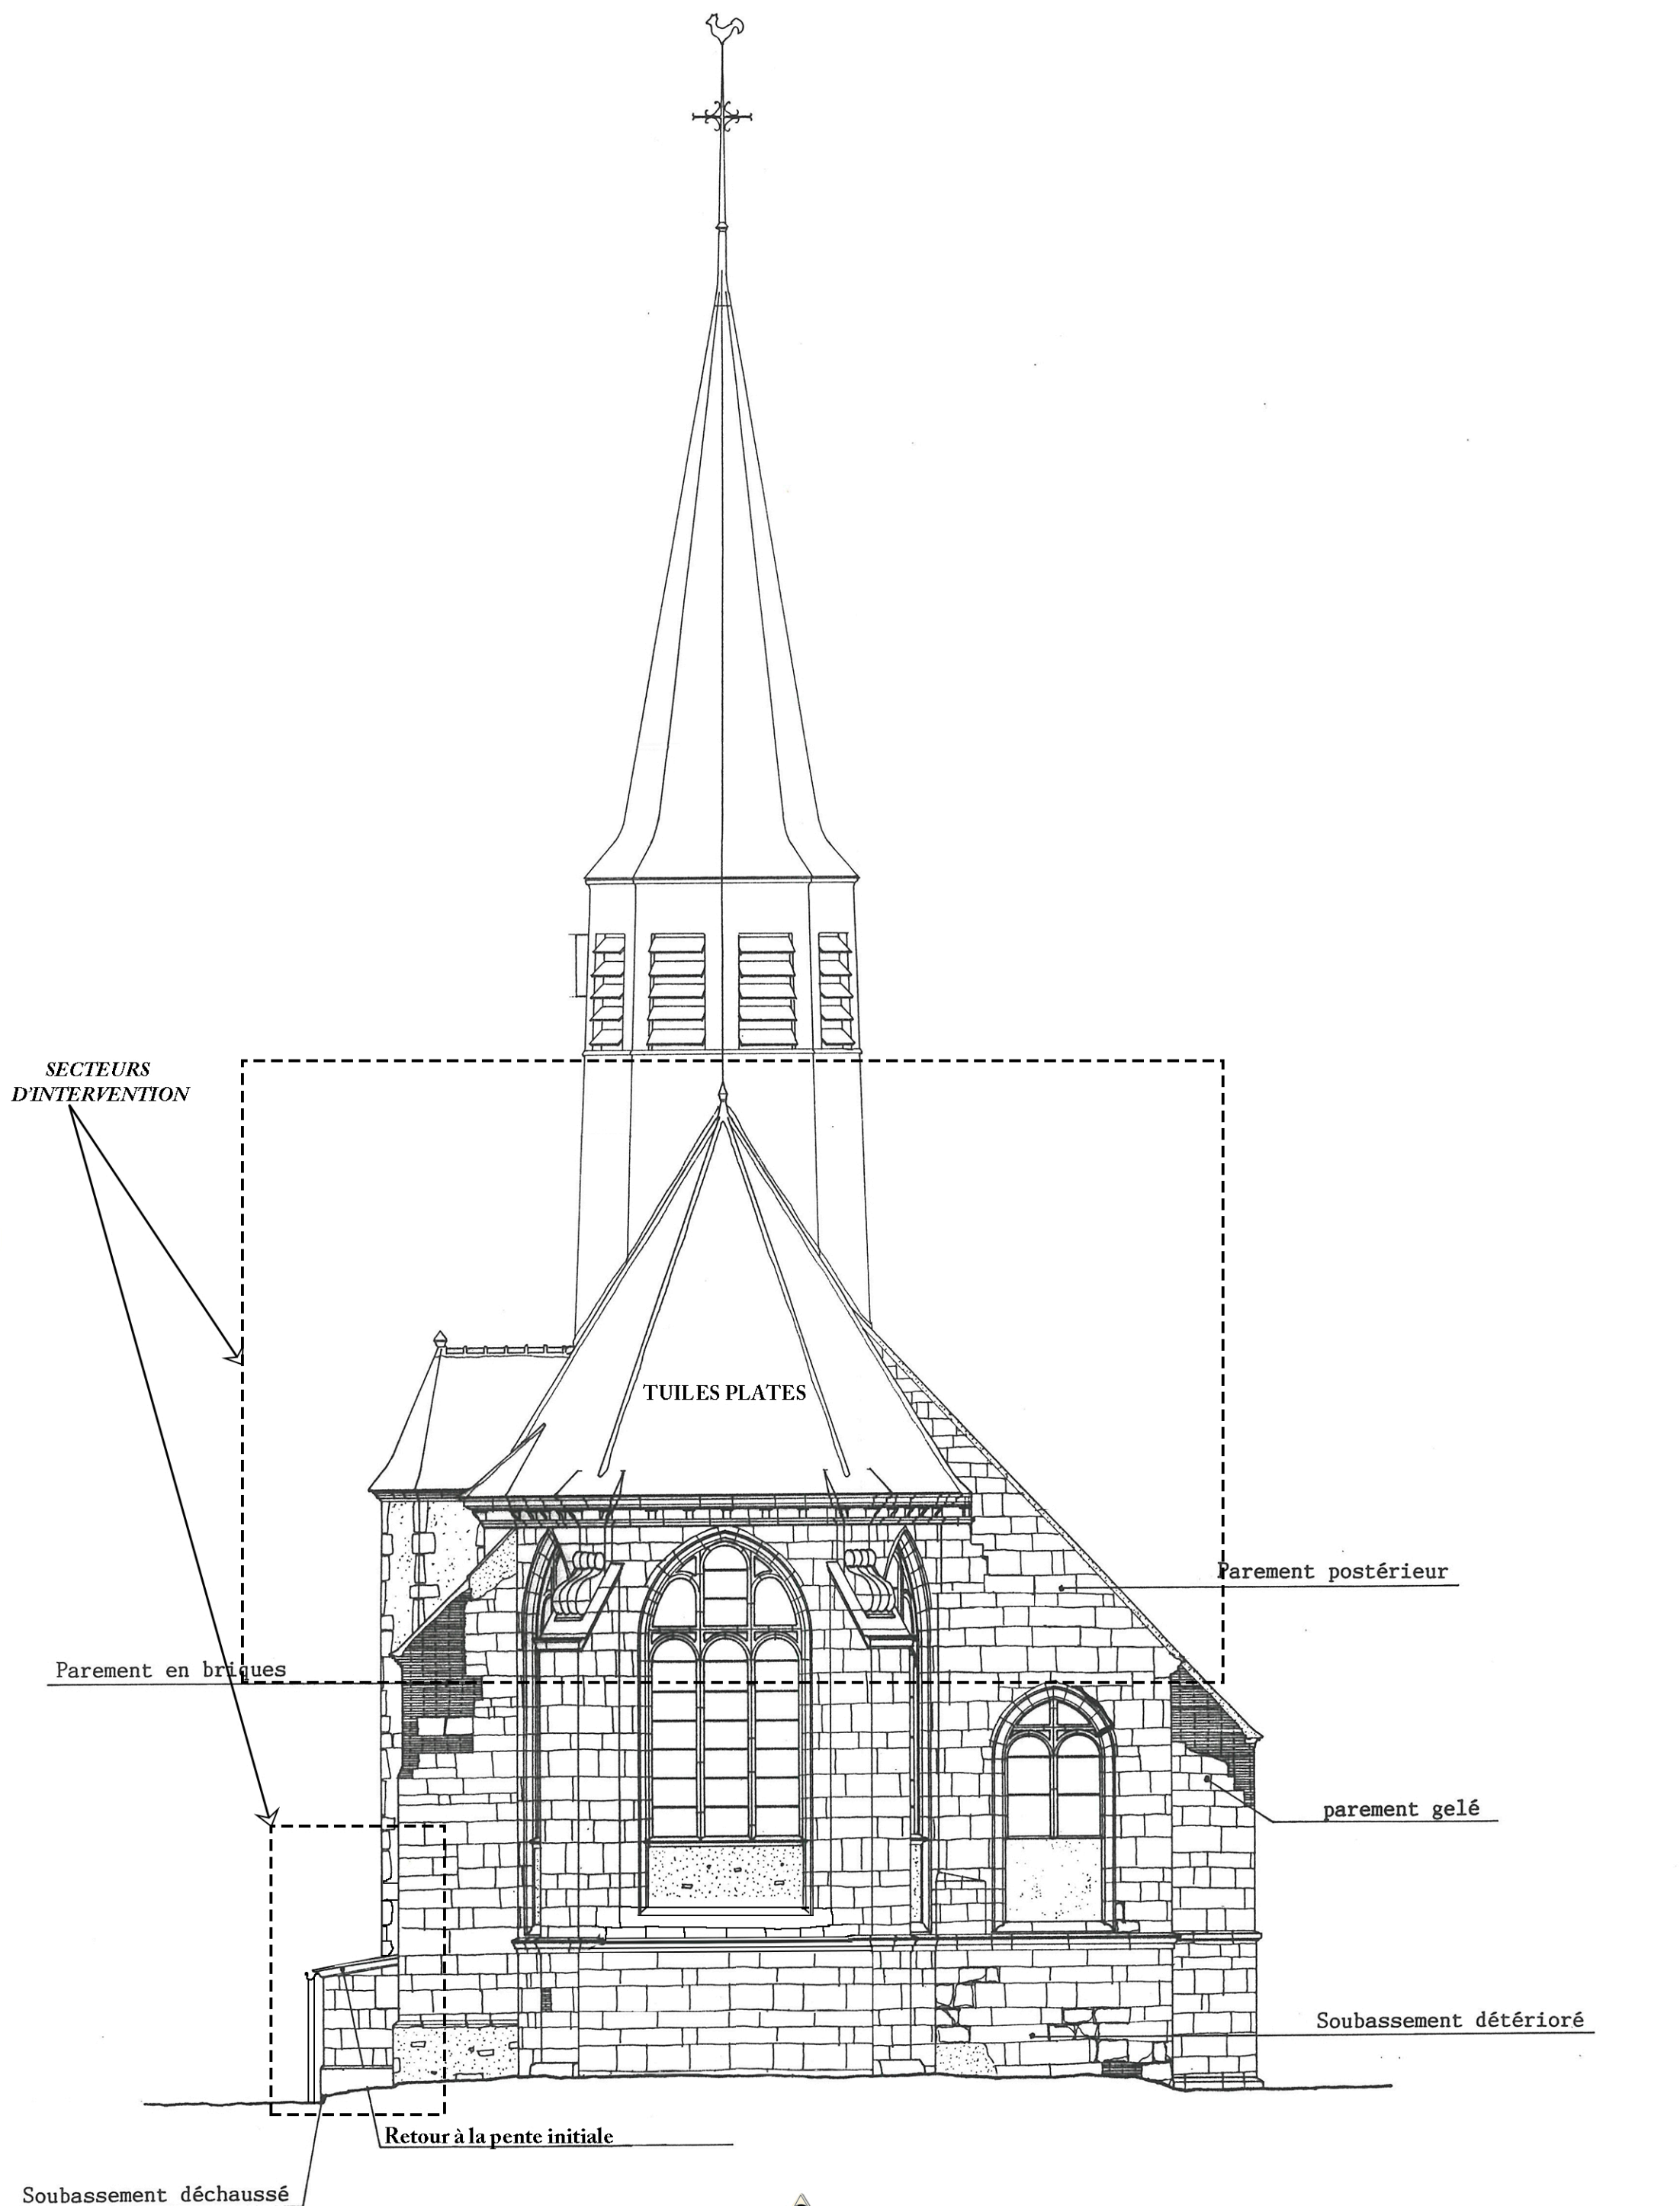 SECTEURS
D'INTERVENTION
TUILES PLATES
Parement postérieur
Parement en briques
parement gelé
Soubassement détérioré
Retour à la pente initiale
Soubassement déchaussé